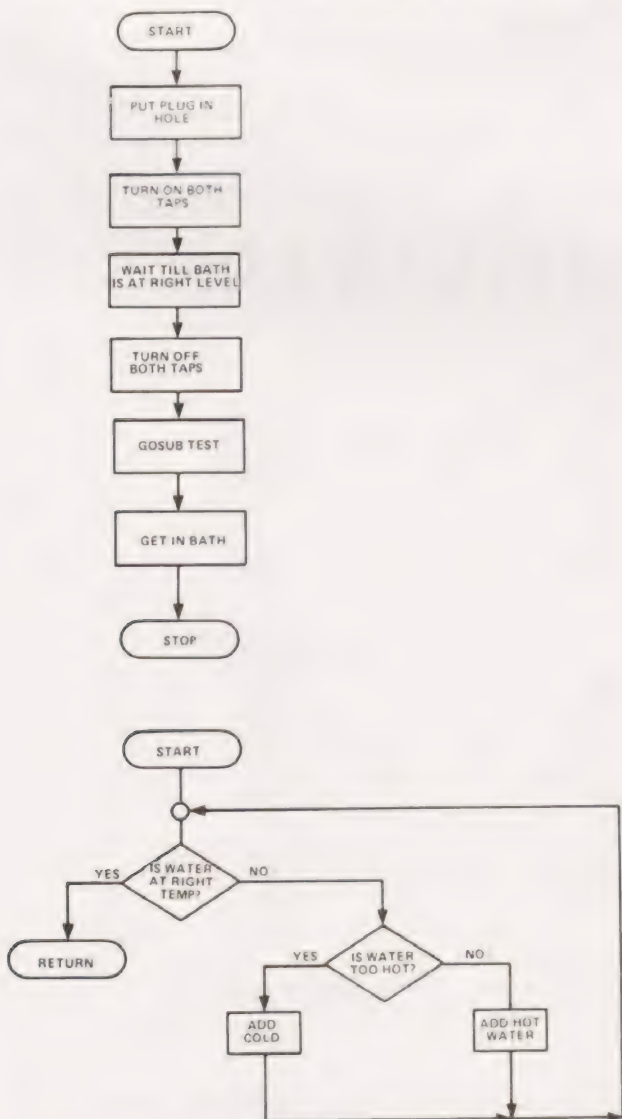 START
PUT PLUG IN
HOLE
TURN ON BOTH
TAPS
WAIT TILL BATH
IS AT RIGHT LEVEL
TURN OFF
BOTH TAPS
GOSUB TEST
GET IN BATH
STOP
START
IS WATER
AT RIGHT
TEMP?
YES
NO
RETURN
IS WATER
TOO HOT?
YES
NO
ADD
COLD
ADD HOT
WATER